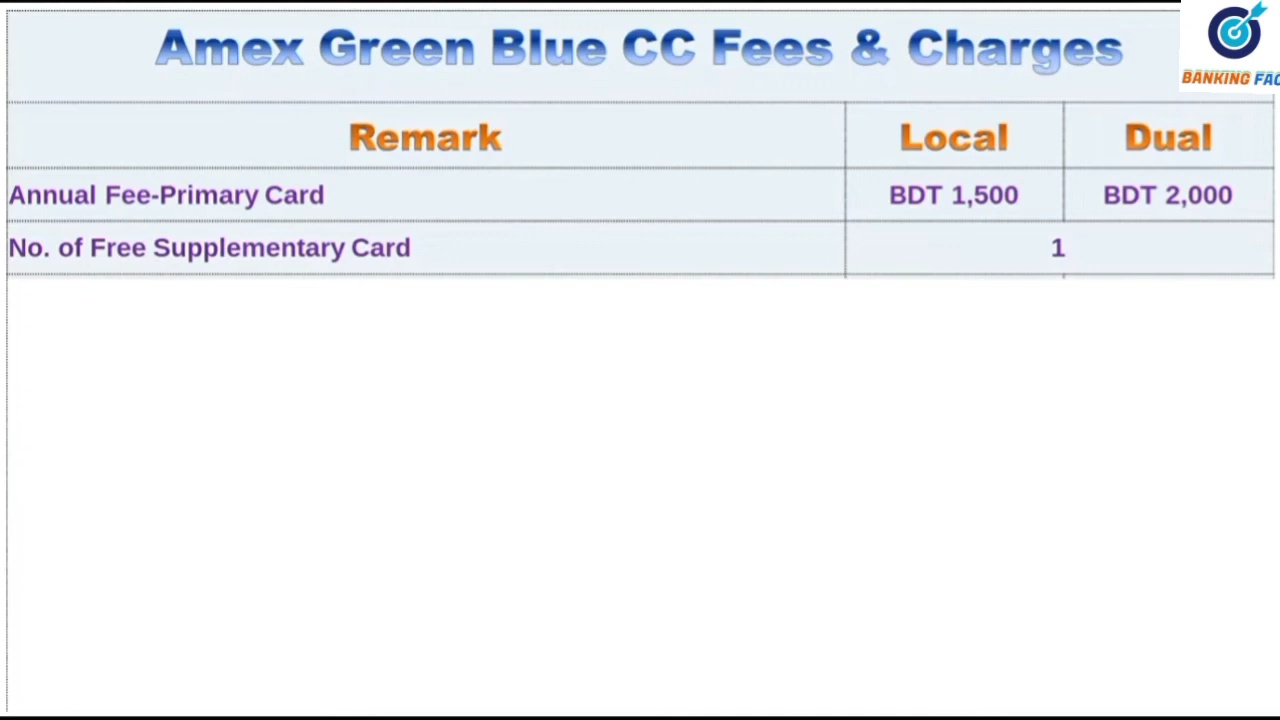 Amex Green Blue CC Fees & Charges
BANKING
Remark Local Dual
Annual Fee-Primary Card BDT 1,500 BDT 2,000
No. of Free Supplementary Card 1